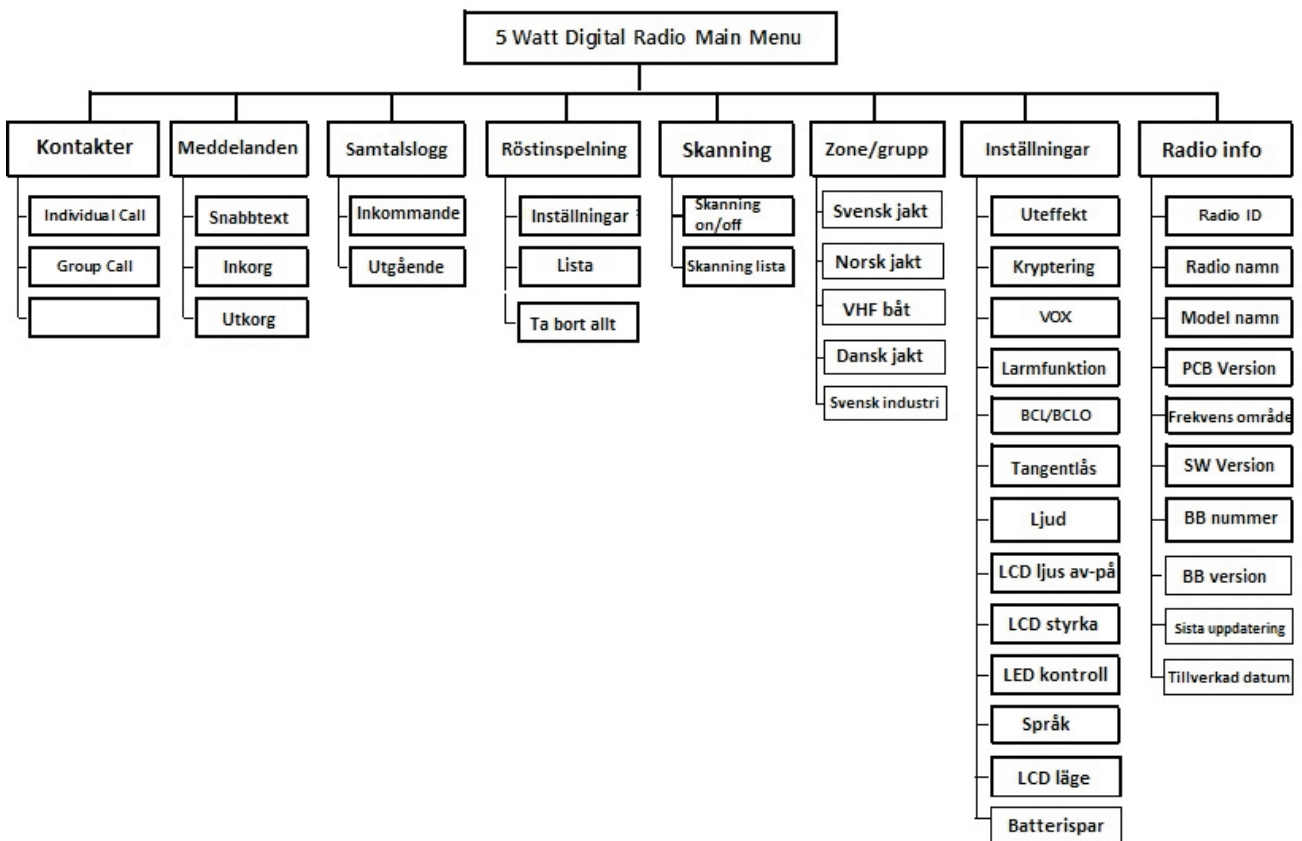 5 Watt Digital Radio Main Menu
Kontakter
Individual Call
Group Call
Meddelanden
Snabbtext
Inkorg
Utkorg
Samtalslogg
Inkommande
Utgående
Röstinspelning
Inställningar
Lista
Ta bort allt
Skanning
Skanning
on/off
Skanning lista
Zone/grupp
Svensk jakt
Norsk jakt
VHF båt
Dansk jakt
Svensk industri
Inställningar
Uteffekt
Kryptering
VOX
Larmfunktion
BCL/BCLO
Tangentlås
Ljud
LCD ljus av-på
LCD styrka
LED kontroll
Språk
LCD läge
Batterispar
Radio info
Radio ID
Radio namn
Model namn
PCB Version
Frekvens område
SW Version
BB nummer
BB version
Sista uppdatering
Tillverkad datum